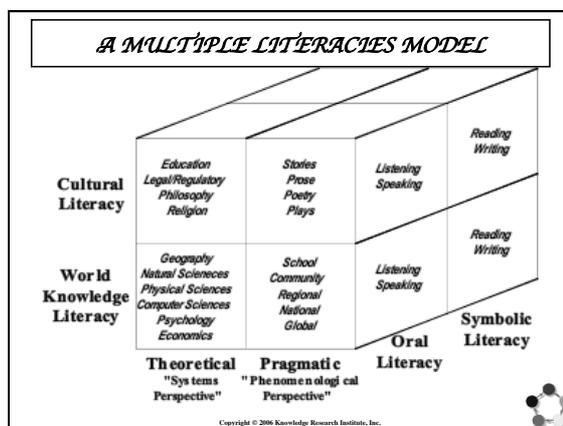 A MULTIPLE LITERACIES MODEL
Cultural
Literacy
Education
Legal/Regulatory
Philosophy
Religion
Stories
Prose
Poetry
Plays
Listening
Speaking
Reading
Writing
World
Knowledge
Literacy
Geography
Natural Scieneces
Physical Sciences
Computer Sciences
Psychology
Economics
School
Community
Regional
National
Global
Listening
Speaking
Reading
Writing
Theoretical
"Systems
Perspective"
Pragmatic
"Phenomenological
Perspective"
Oral
Literacy
Symbolic
Literacy
Copyright © 2006 Knowledge Research Institute, Inc.